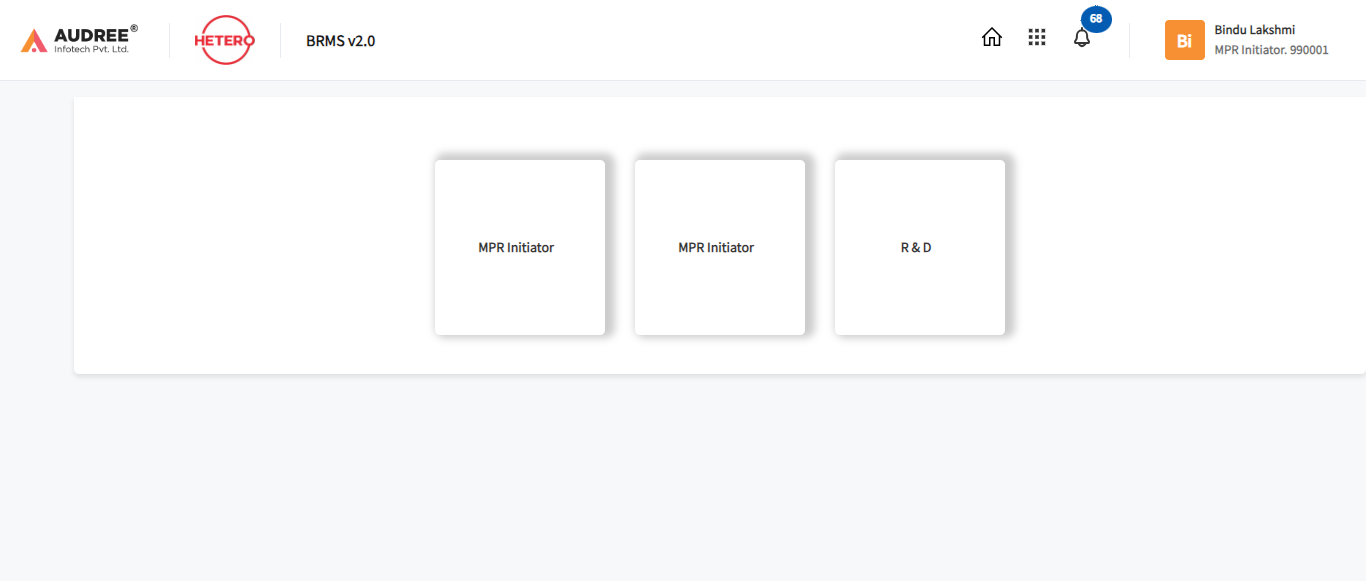 AUDREE®
Infotech Pvt. Ltd.
HETERO
BRMS v2.0
68
Bi
Bindu Lakshmi
MPR Initiator. 990001
MPR Initiator
MPR Initiator
R & D